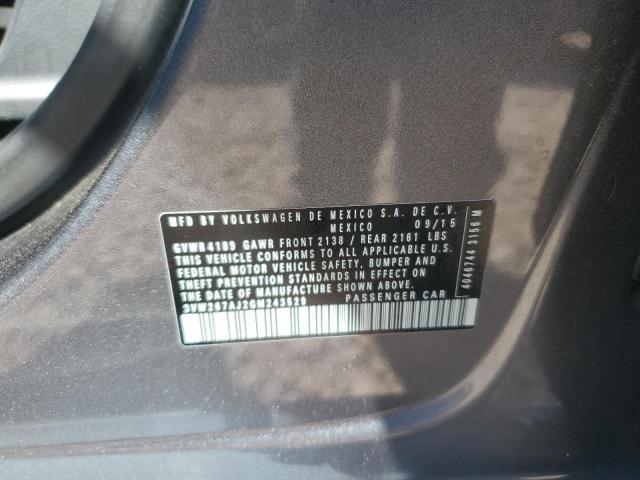 MFD BY VOLKSWAGEN DE MEXICO S.A. DE C.V.
MEXICO 09/15
GVWR 4189 GAWR FRONT 2138 / REAR 2161 LBS
THIS VEHICLE CONFORMS TO ALL APPLICABLE U.S.
FEDERAL MOTOR VEHICLE SAFETY, BUMPER AND
THEFT PREVENTION STANDARDS IN EFFECT ON
THE DATE OF MANUFACTURE SHOWN ABOVE.
PASSENGER CAR
4046744 3156 M